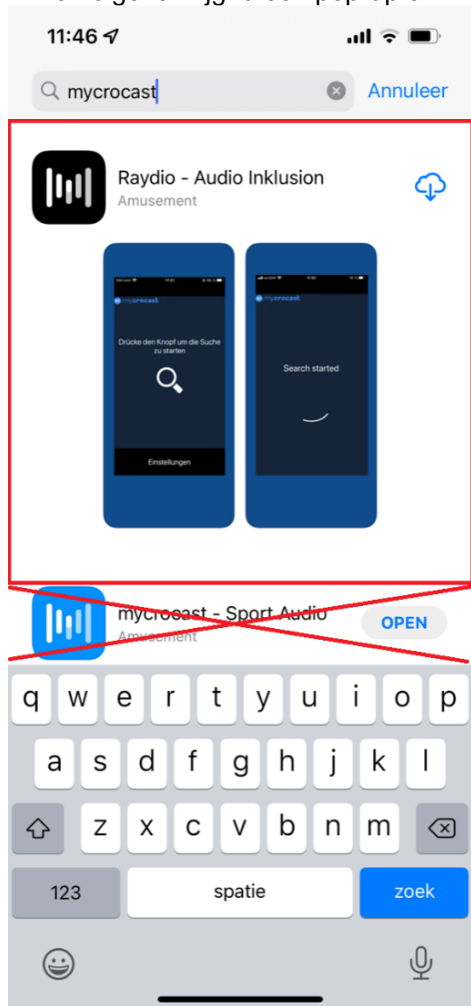 11:46
mycrocast
Annuleer
Raydio - Audio Inklusion
Amusement
mycrocast
Drücke den Knopf um die Suche
zu starten
Einstellungen
mycrocast
Search started
mycrocast - Sport Audio
Amusement
OPEN
q w e r t y u i o p
a s d f g h j k l
z x c v b n m
123
spatie
zoek